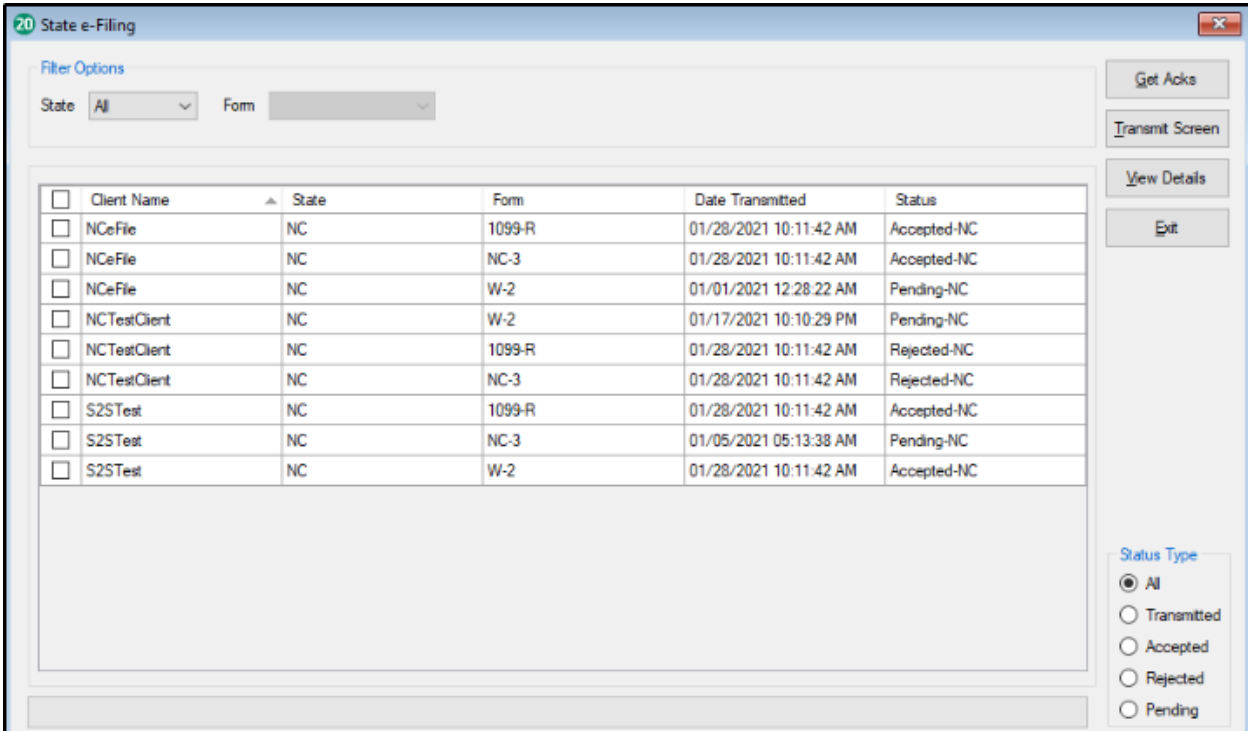 20 State e-Filing
Filter Options
State All Form
Get Acks
Transmit Screen
View Details
Exit
Client Name State Form Date Transmitted Status
NCeFile NC 1099-R 01/28/2021 10:11:42 AM Accepted-NC
NCeFile NC NC-3 01/28/2021 10:11:42 AM Accepted-NC
NCeFile NC W-2 01/01/2021 12:28:22 AM Pending-NC
NCTestClient NC W-2 01/17/2021 10:10:29 PM Pending-NC
NCTestClient NC 1099-R 01/28/2021 10:11:42 AM Rejected-NC
NCTestClient NC NC-3 01/28/2021 10:11:42 AM Rejected-NC
S2STest NC 1099-R 01/28/2021 10:11:42 AM Accepted-NC
S2STest NC NC-3 01/05/2021 05:13:38 AM Pending-NC
S2STest NC W-2 01/28/2021 10:11:42 AM Accepted-NC
Status Type
All
Transmitted
Accepted
Rejected
Pending